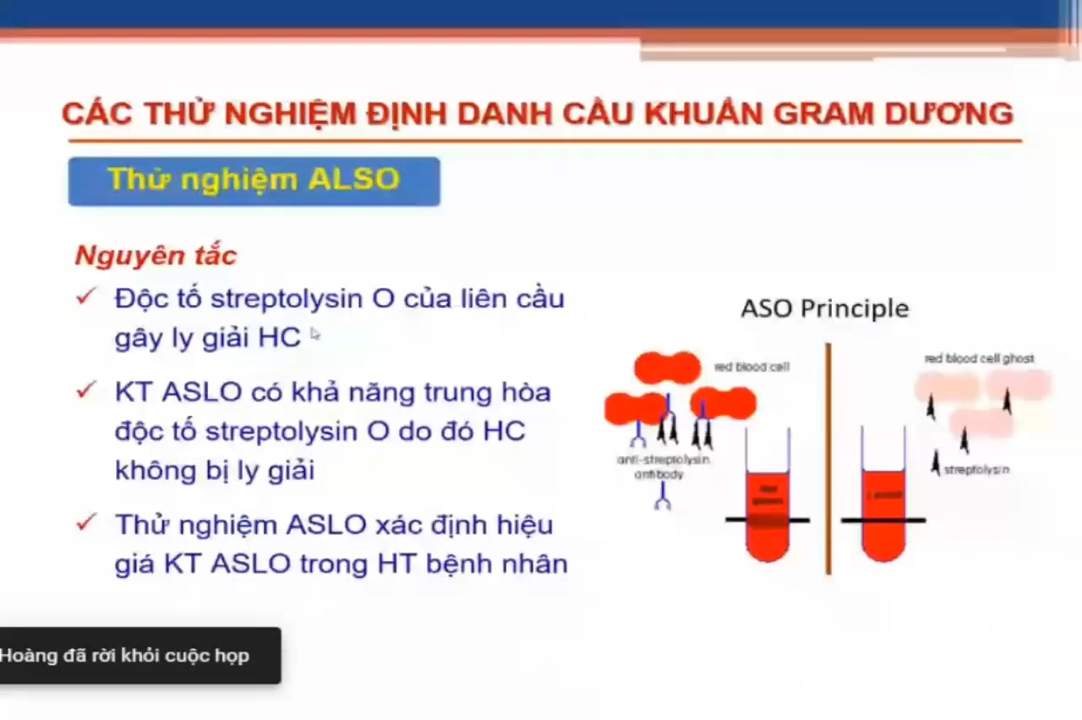 CÁC THỬ NGHIỆM ĐỊNH DANH CẦU KHUẨN GRAM DƯƠNG
Thử nghiệm ALSO
Nguyên tắc
Độc tố streptolysin O của liên cầu
gây ly giải HC
KT ASLO có khả năng trung hòa
độc tố streptolysin O do đó HC
không bị ly giải
Thử nghiệm ASLO xác định hiệu
giá KT ASLO trong HT bệnh nhân
ASO Principle
red blood cell
anti-streptolysin
antibody
red blood cell ghost
streptolysin
Hoàng đã rời khỏi cuộc họp